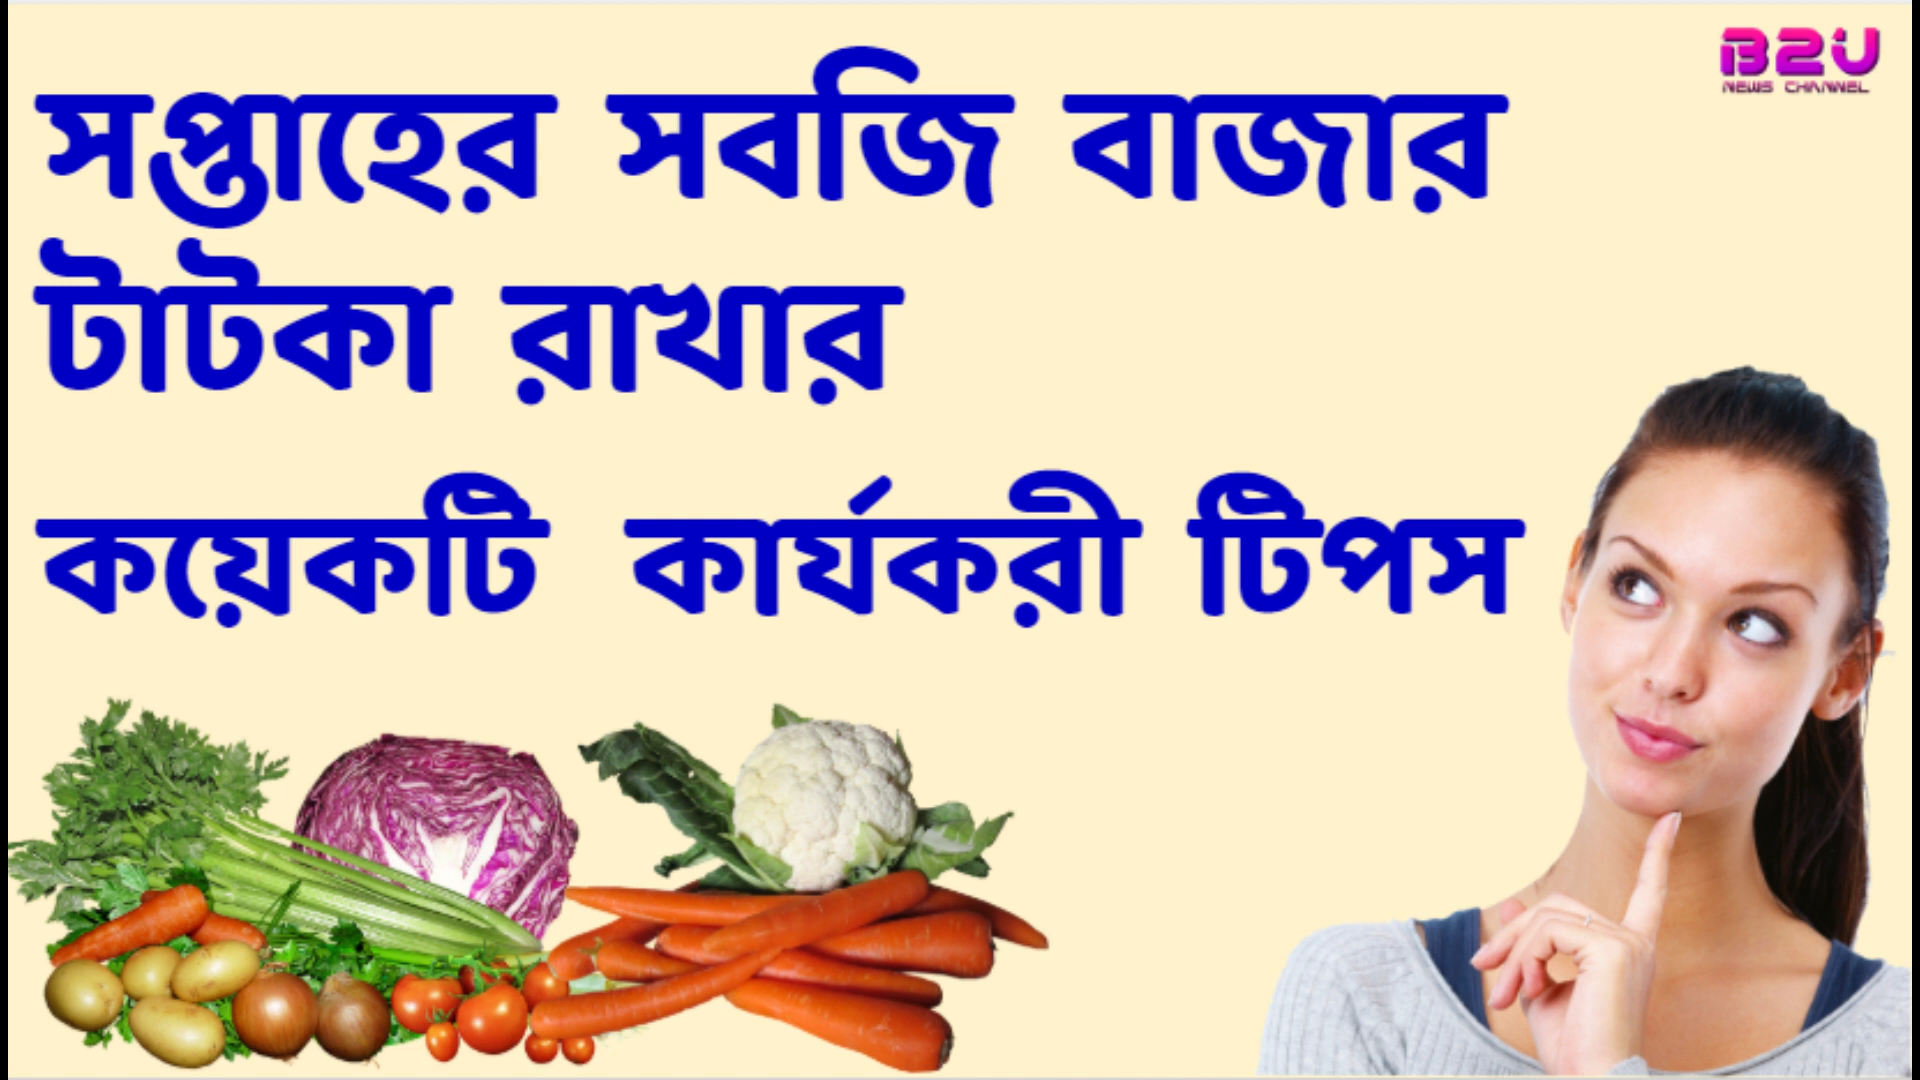 B2U
NEWS CHANNEL
সপ্তাহের সবজি বাজার
টাটকা রাখার
কয়েকটি কার্যকরী টিপস